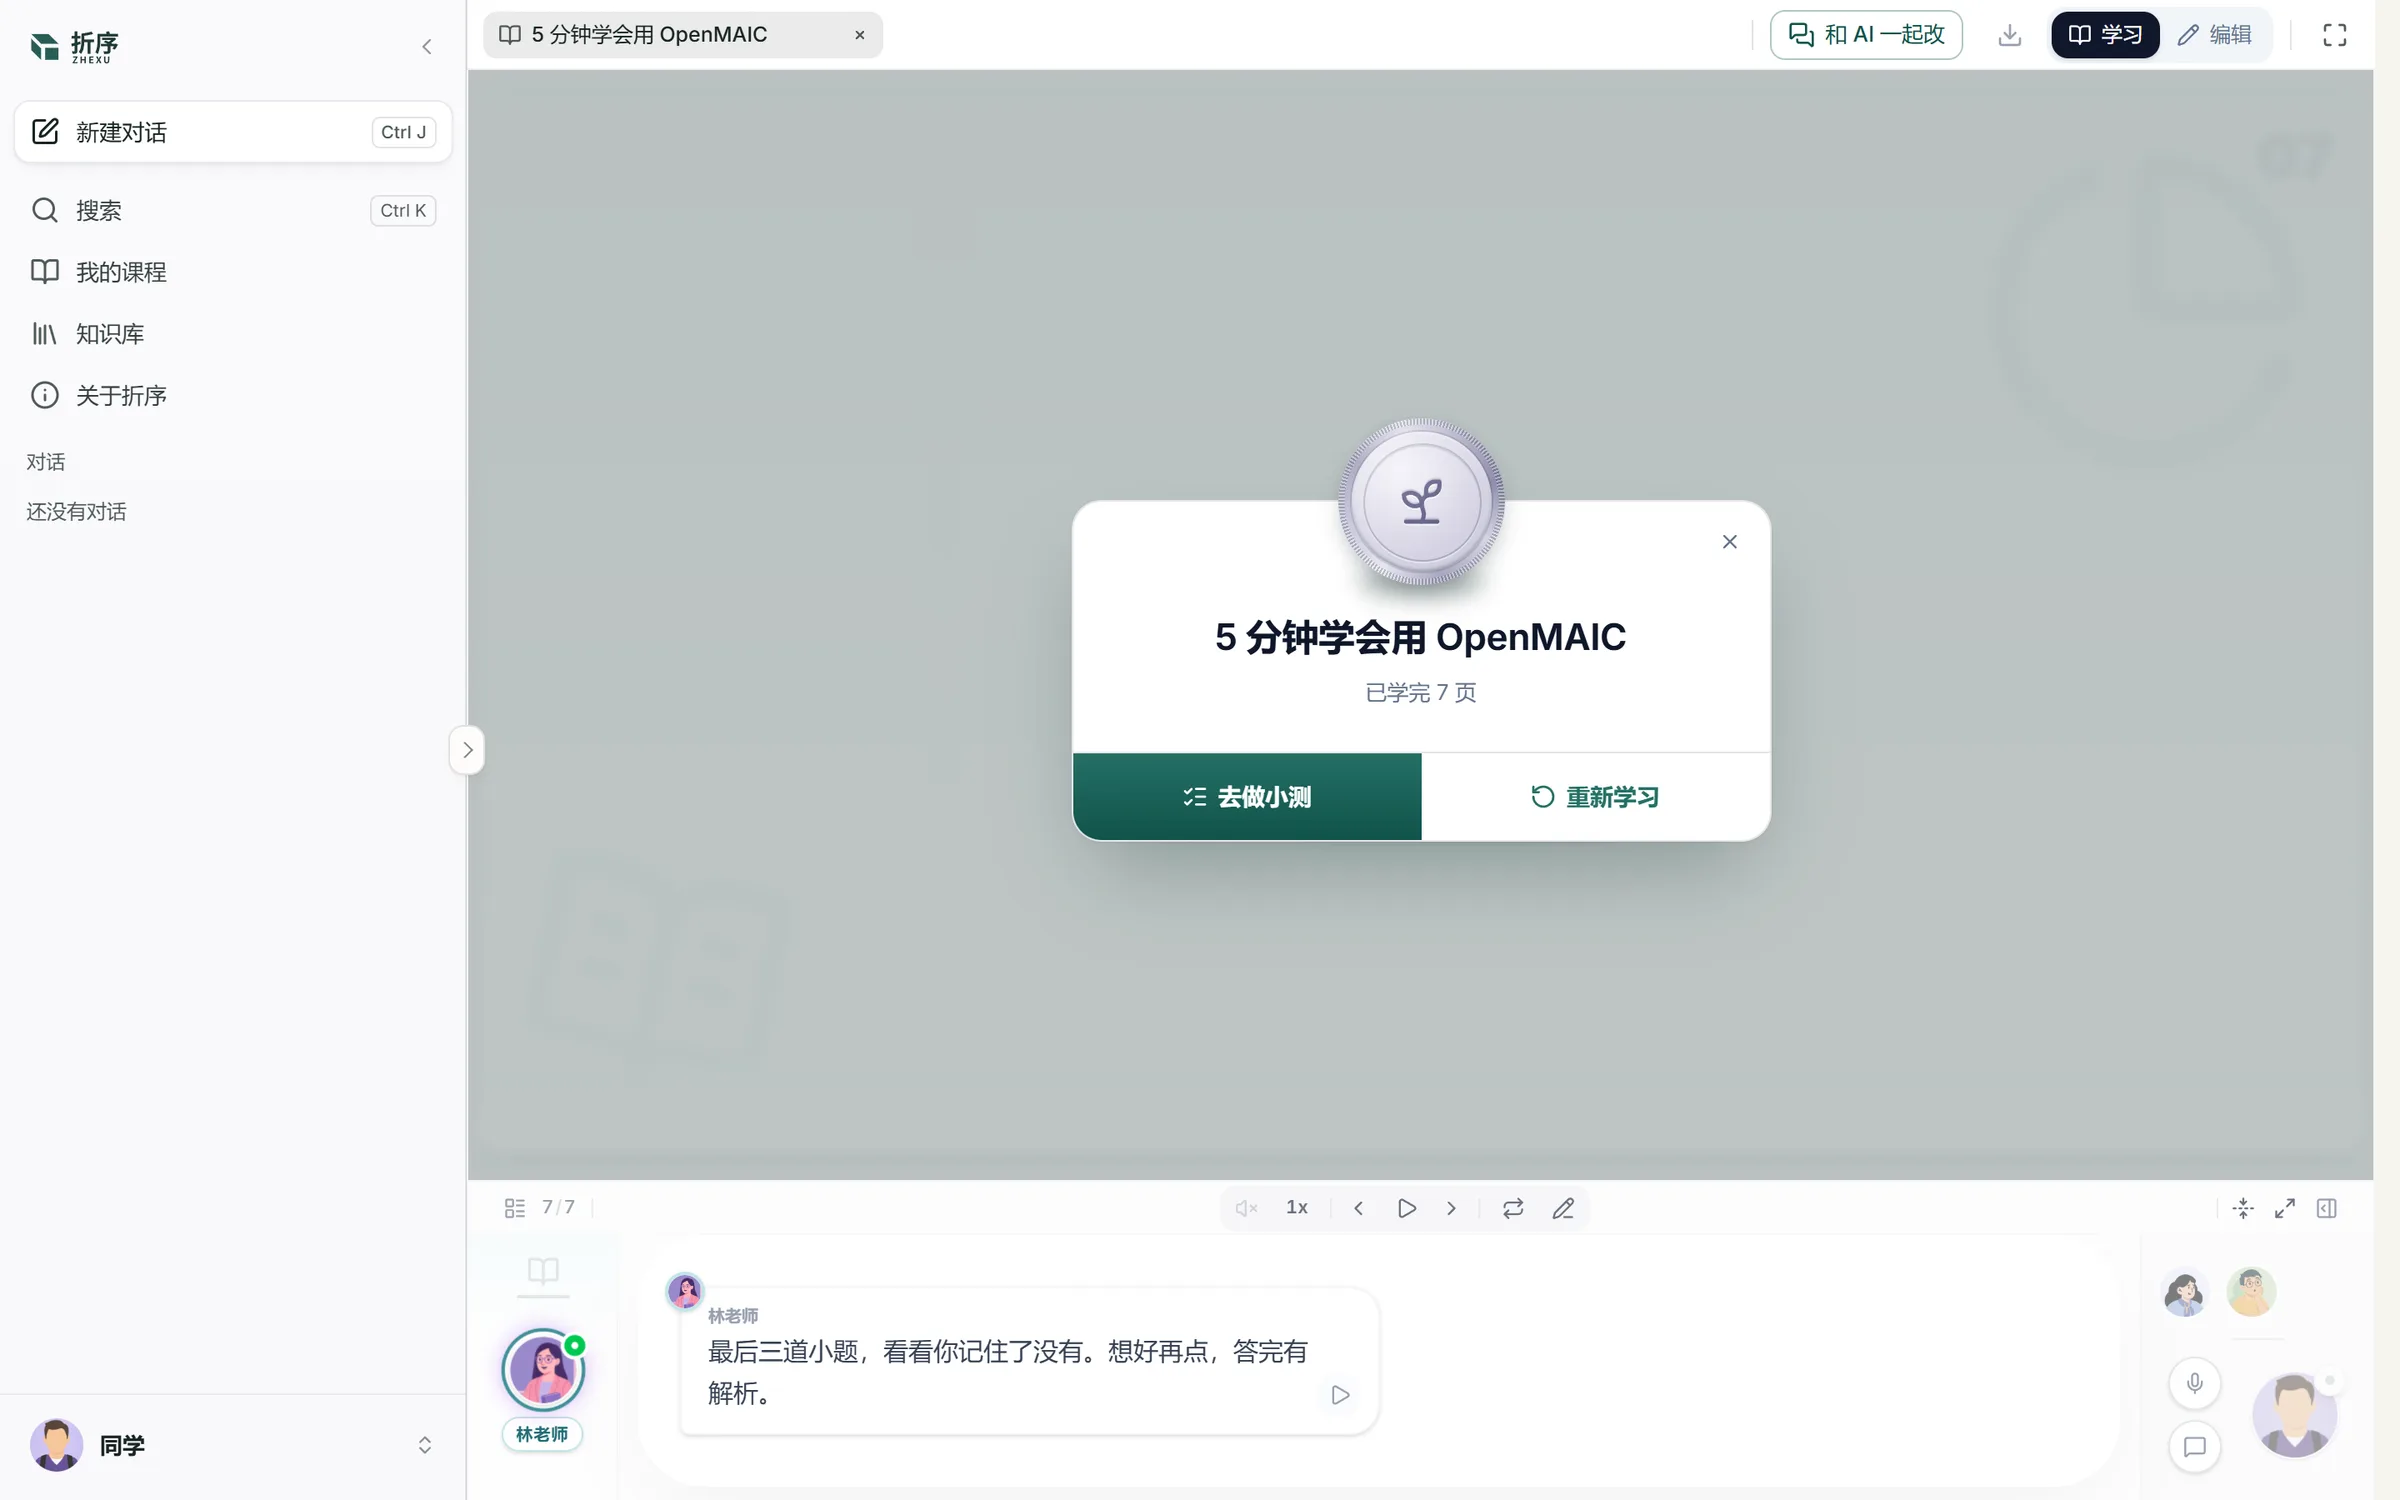 折序
ZHEXU
新建对话
Ctrl J
搜索
Ctrl K
我的课程
知识库
关于折序
对话
还没有对话
同学
5 分钟学会用 OpenMAIC
和 AI 一起改
学习
编辑
07
5 分钟学会用 OpenMAIC
已学完 7 页
去做小测
重新学习
7/7
1x
林老师
最后三道小题，看看你记住了没有。想好再点，答完有
解析。
林老师